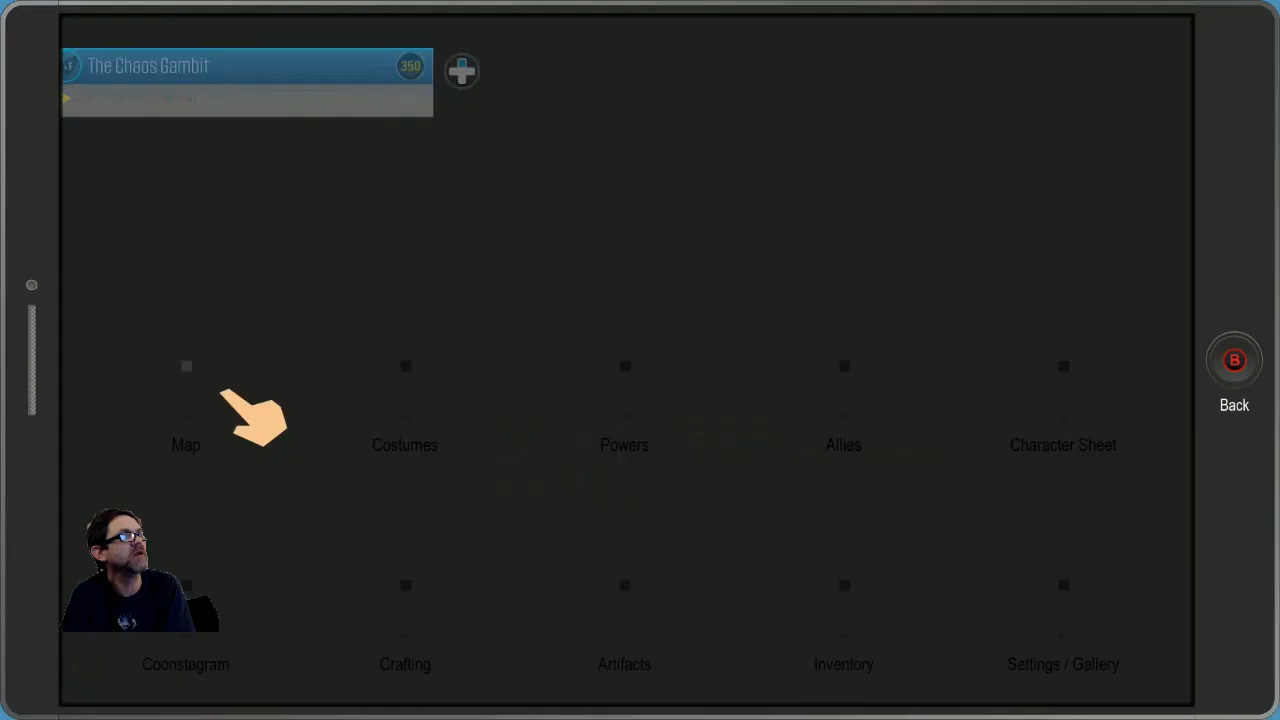 The Chaos Gambit 350
B
Back
Map Costumes Powers Allies Character Sheet
Coonstagram Crafting Artifacts Inventory Settings / Gallery